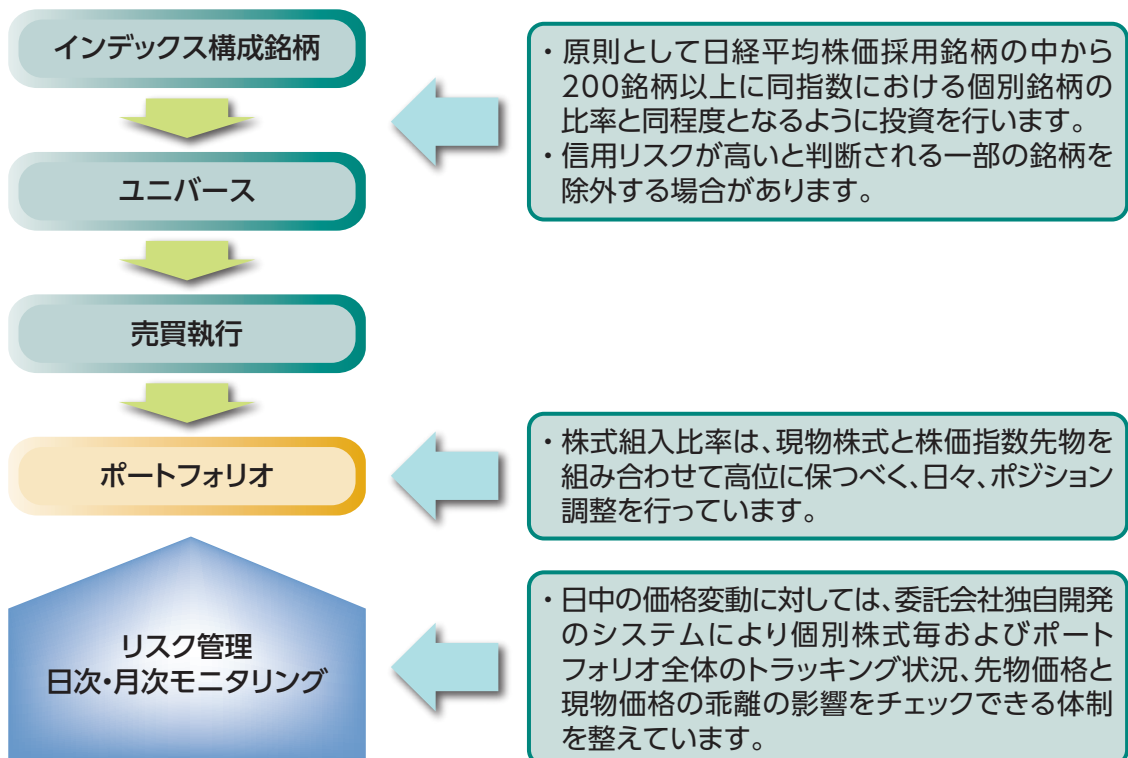 インデックス構成銘柄
・原則として日経平均株価採用銘柄の中から
200銘柄以上に同指数における個別銘柄の
比率と同程度となるように投資を行います。
・信用リスクが高いと判断される一部の銘柄を
除外する場合があります。
ユニバース
売買執行
ポートフォリオ
・株式組入比率は、現物株式と株価指数先物を
組み合わせて高位に保つべく、日々、ポジション
調整を行っています。
リスク管理
日次・月次モニタリング
・日中の価格変動に対しては、委託会社独自開発
のシステムにより個別株式毎およびポート
フォリオ全体のトラッキング状況、先物価格と
現物価格の乖離の影響をチェックできる体制
を整えています。